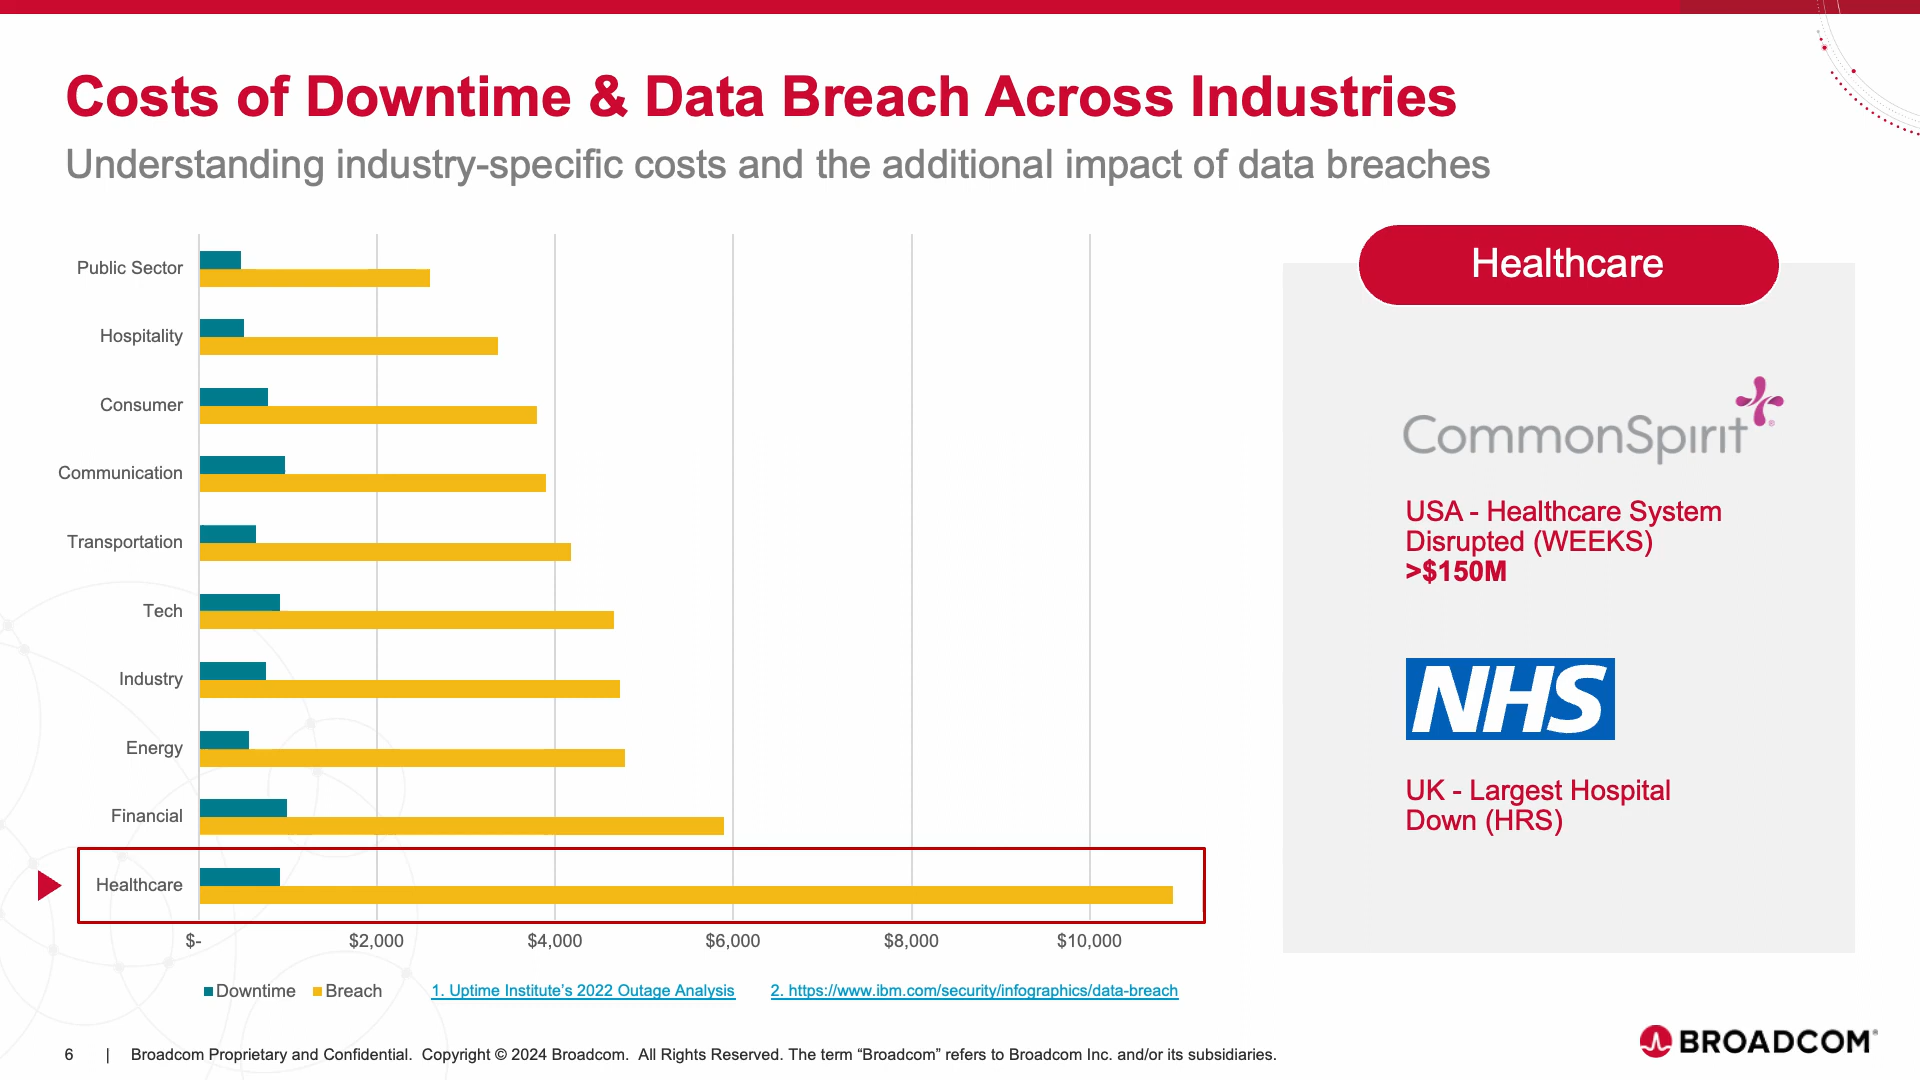 Costs of Downtime & Data Breach Across Industries
Understanding industry-specific costs and the additional impact of data breaches
Public Sector
Hospitality
Consumer
Communication
Transportation
Tech
Industry
Energy
Financial
Healthcare
$-
$2,000
$4,000
$6,000
$8,000
$10,000
Downtime
Breach
1. Uptime Institute’s 2022 Outage Analysis
2. https://www.ibm.com/security/infographics/data-breach
Healthcare
CommonSpirit®
USA - Healthcare System
Disrupted (WEEKS)
>$150M
NHS
UK - Largest Hospital
Down (HRS)
6 | Broadcom Proprietary and Confidential. Copyright © 2024 Broadcom. All Rights Reserved. The term “Broadcom” refers to Broadcom Inc. and/or its subsidiaries.
BROADCOM®